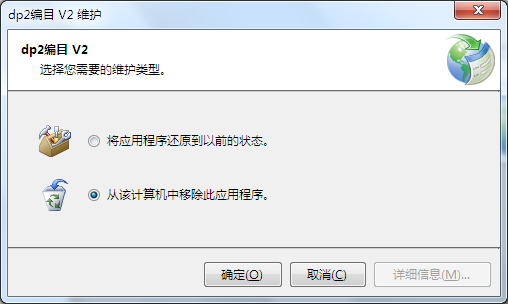 dp2编目 V2 维护
dp2编目 V2
选择您需要的维护类型。
将应用程序还原到以前的状态。
从该计算机中移除此应用程序。
确定(O)
取消(C)
详细信息(M)...